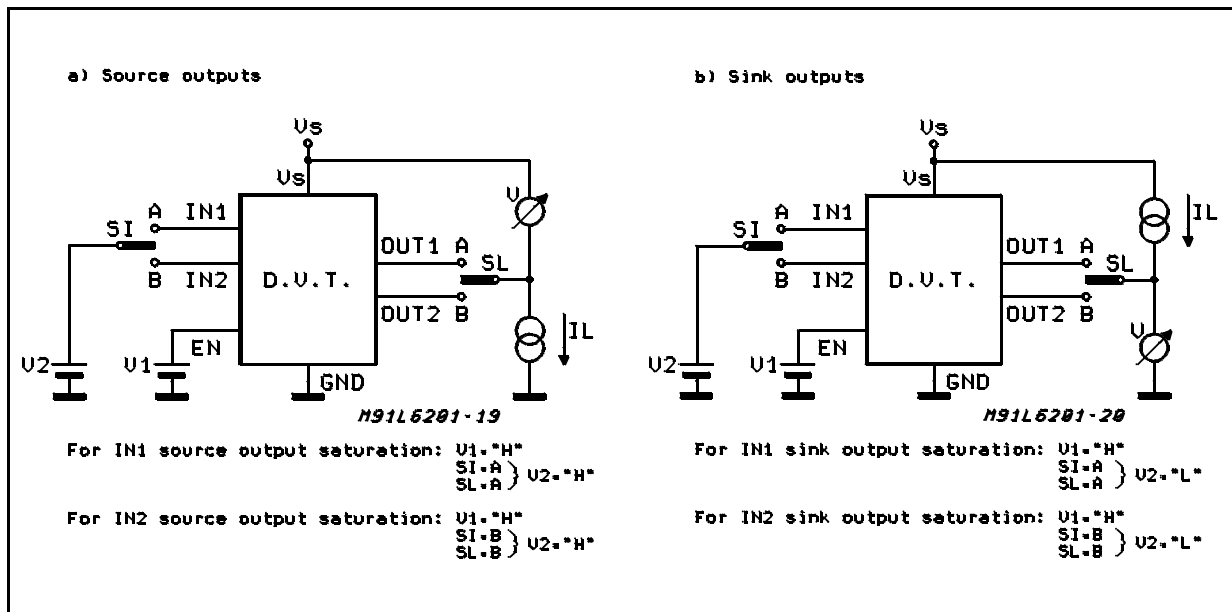 a) Source outputs
Vs
Vs
V
A IN1
SI
OUT1 A
SL
B IN2
D.V.T.
OUT2 B
IL
EN
V2
V1
GND
M91L6201-19
For IN1 source output saturation: V1="H"
SI=A
SL=A } V2="H"
For IN2 source output saturation: V1="H"
SI=B
SL=B } V2="H"
b) Sink outputs
Vs
Vs
A IN1
IL
SI
OUT1 A
SL
B IN2
D.V.T.
OUT2 B
V
EN
V2
V1
GND
M91L6201-20
For IN1 sink output saturation: V1="H"
SI=A
SL=A } V2="L"
For IN2 sink output saturation: V1="H"
SI=B
SL=B } V2="L"